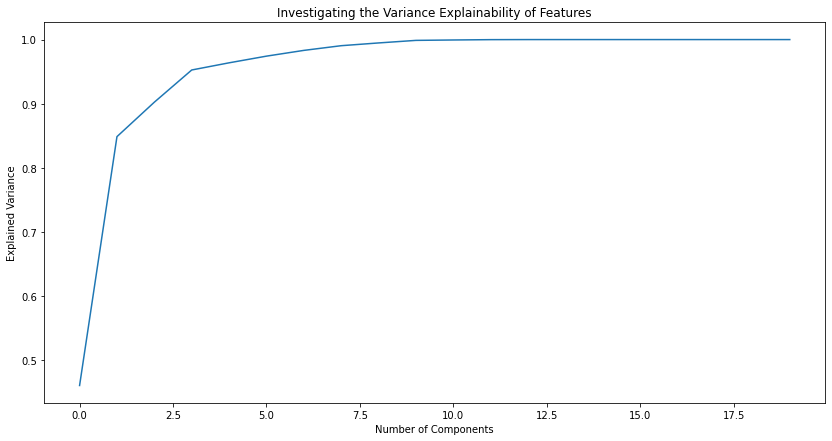 Investigating the Variance Explainability of Features
1.0
0.9
0.8
0.7
0.6
0.5
Explained Variance
0.0 2.5 5.0 7.5 10.0 12.5 15.0 17.5
Number of Components